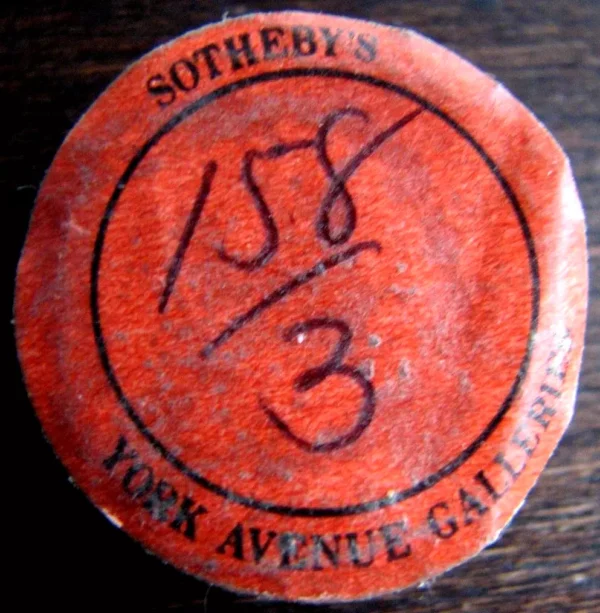 SOTHEBY'S
158
3
YORK AVENUE GALLERIES